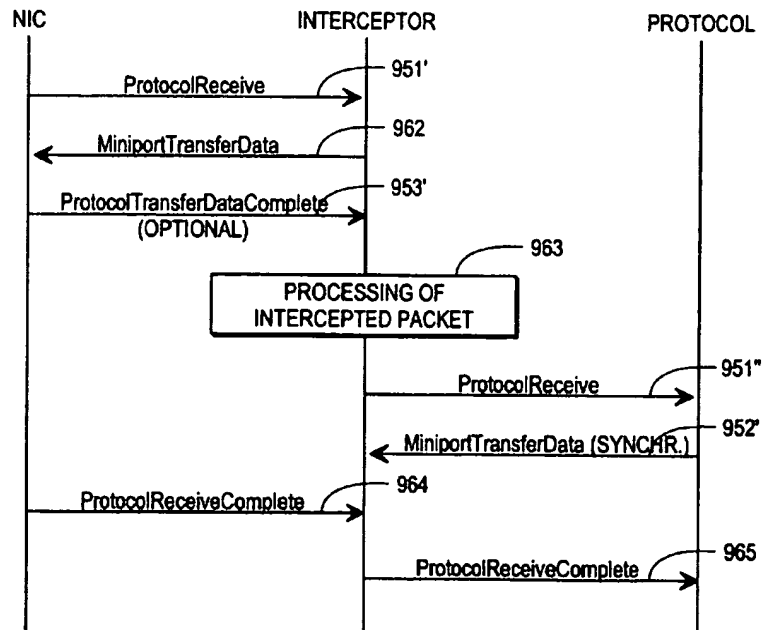 NIC
INTERCEPTOR
PROTOCOL
ProtocolReceive
951'
MiniportTransferData
962
ProtocolTransferDataComplete
(OPTIONAL)
953'
963
PROCESSING OF
INTERCEPTED PACKET
ProtocolReceive
951"
MiniportTransferData (SYNCHR.)
952'
ProtocolReceiveComplete
964
ProtocolReceiveComplete
965